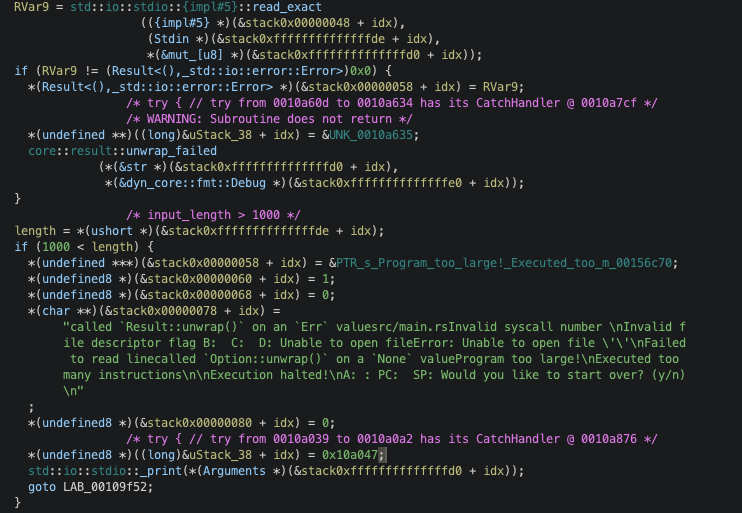 RVar9 = std::io::stdio::{impl#5}::read_exact
(({impl#5} *)(&stack0x00000048 + idx),
(Stdin *)(&stack0xffffffffffffffde + idx),
*(&mut_[u8] *)(&stack0xffffffffffffffd0 + idx));
if (RVar9 != (Result<(),_std::io::error::Error>)0x0) {
*(Result<(),_std::io::error::Error> *)(&stack0x00000058 + idx) = RVar9;
/* try { // try from 0010a60d to 0010a634 has its CatchHandler @ 0010a7cf */
/* WARNING: Subroutine does not return */
*(undefined **)((long)&uStack_38 + idx) = &UNK_0010a635;
core::result::unwrap_failed
(*(&str *)(&stack0xffffffffffffffd0 + idx),
*(&dyn_core::fmt::Debug *)(&stack0xffffffffffffffe0 + idx));
}
/* input_length > 1000 */
length = *(ushort *)(&stack0xffffffffffffffde + idx);
if (1000 < length) {
*(undefined ***)(&stack0x00000058 + idx) = &PTR_s_Program_too_large!_Executed_too_m_00156c70;
*(undefined8 *)(&stack0x00000060 + idx) = 1;
*(undefined8 *)(&stack0x00000068 + idx) = 0;
*(char **)(&stack0x00000078 + idx) =
"called `Result::unwrap()` on an `Err` valuesrc/main.rsInvalid syscall number \nInvalid f
ile descriptor flag B:  C:  D: Unable to open fileError: Unable to open file \'\'\nFailed
to read linecalled `Option::unwrap()` on a `None` valueProgram too large!\nExecuted too
many instructions\n\nExecution halted!\nA: : PC:  SP: Would you like to start over? (y/n)
\n"
;
*(undefined8 *)(&stack0x00000080 + idx) = 0;
/* try { // try from 0010a039 to 0010a0a2 has its CatchHandler @ 0010a876 */
*(undefined8 *)((long)&uStack_38 + idx) = 0x10a047;
std::io::stdio::_print(*(Arguments *)(&stack0xffffffffffffffd0 + idx));
goto LAB_00109f52;
}